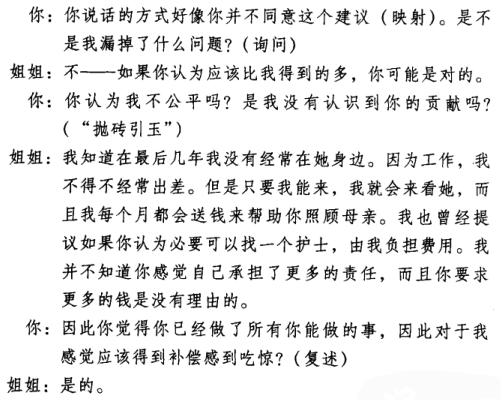 你：你说话的方式好像你并不同意这个建议（映射）。是不
是我漏掉了什么问题？（询问）
姐姐：不——如果你认为应该比我得到的多，你可能是对的。
你：你认为我不公平吗？是我没有认识到你的贡献吗？
（“抛砖引玉”）
姐姐：我知道在最后几年我没有经常在她身边。因为工作，我
不得不经常出差。但是只要我能来，我就会来看她，而
且我每个月都会送钱来帮助你照顾母亲。我也曾经提
议如果你认为必要可以找一个护士，由我负担费用。我
并不知道你感觉自己承担了更多的责任，而且你要求
更多的钱是没有理由的。
你：因此你觉得你已经做了所有你能做的事，因此对于我
感觉应该得到补偿感到吃惊？（复述）
姐姐：是的。